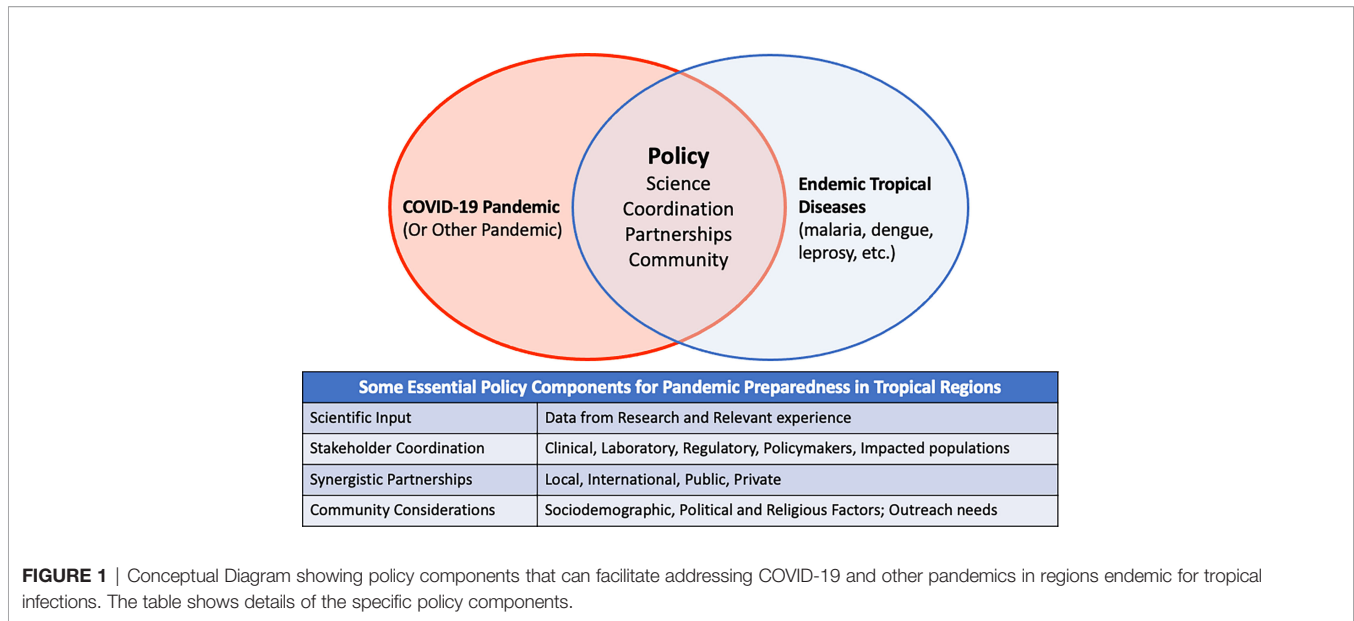 Policy
Science
Coordination
Partnerships
Community
COVID-19 Pandemic
(Or Other Pandemic)
Endemic Tropical
Diseases
(malaria, dengue,
leprosy, etc.)
Some Essential Policy Components for Pandemic Preparedness in Tropical Regions
Scientific Input Data from Research and Relevant experience
Stakeholder Coordination Clinical, Laboratory, Regulatory, Policymakers, Impacted populations
Synergistic Partnerships Local, International, Public, Private
Community Considerations Sociodemographic, Political and Religious Factors; Outreach needs
FIGURE 1 | Conceptual Diagram showing policy components that can facilitate addressing COVID-19 and other pandemics in regions endemic for tropical
infections. The table shows details of the specific policy components.